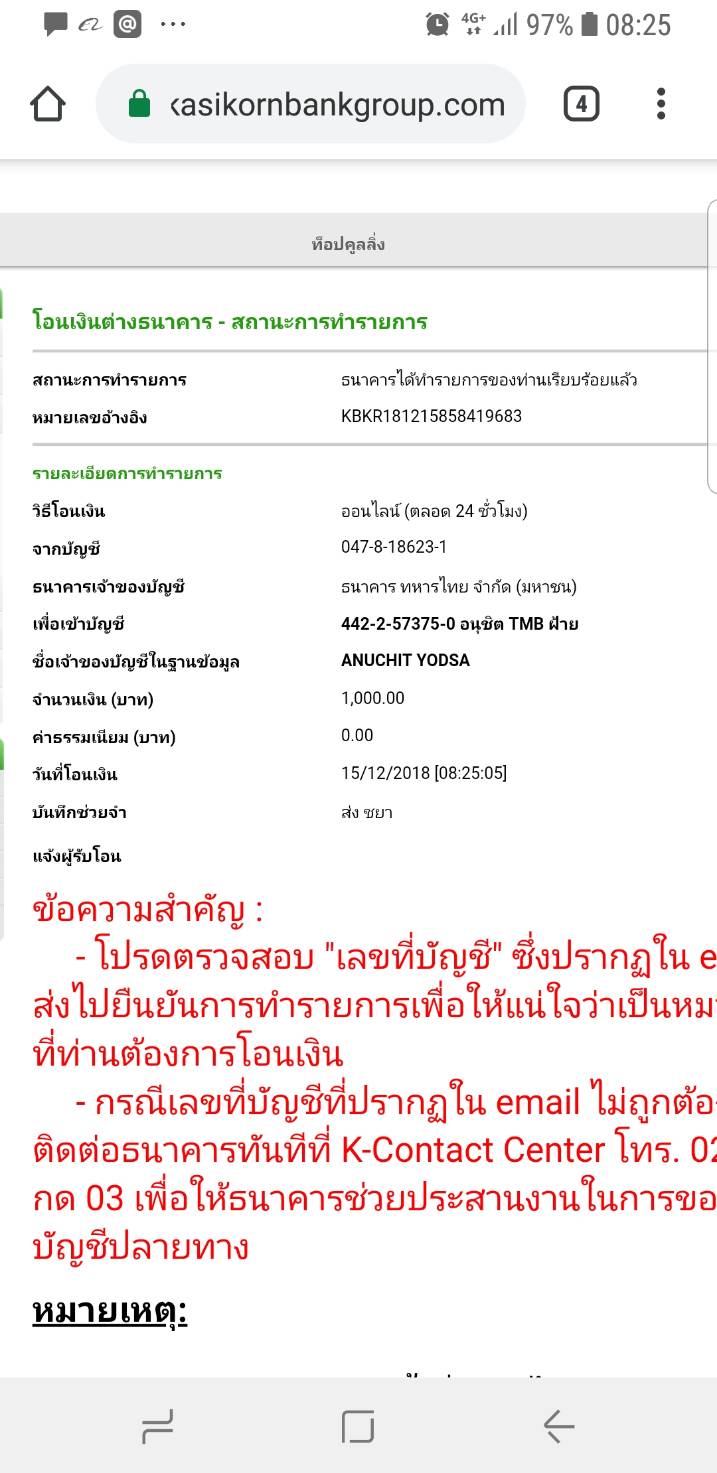 97% 08:25
kasikornbankgroup.com 4
ท็อปคูลลิ่ง
โอนเงินต่างธนาคาร - สถานะการทำรายการ
สถานะการทำรายการ ธนาคารได้ทำรายการของท่านเรียบร้อยแล้ว
หมายเลขอ้างอิง KBKR181215858419683
รายละเอียดการทำรายการ
วิธีโอนเงิน ออนไลน์ (ตลอด 24 ชั่วโมง)
จากบัญชี 047-8-18623-1
ธนาคารเจ้าของบัญชี ธนาคาร ทหารไทย จำกัด (มหาชน)
เพื่อเข้าบัญชี 442-2-57375-0 อนุชิต TMB ฝ้าย
ชื่อเจ้าของบัญชีในฐานข้อมูล ANUCHIT YODSA
จำนวนเงิน (บาท) 1,000.00
ค่าธรรมเนียม (บาท) 0.00
วันที่โอนเงิน 15/12/2018 [08:25:05]
บันทึกช่วยจำ ส่ง ชยา
แจ้งผู้รับโอน
ข้อความสำคัญ :
- โปรดตรวจสอบ "เลขที่บัญชี" ซึ่งปรากฏใน e
ส่งไปยืนยันการทำรายการเพื่อให้แน่ใจว่าเป็นหม
ที่ท่านต้องการโอนเงิน
- กรณีเลขที่บัญชีที่ปรากฏใน email ไม่ถูกต้อ
ติดต่อธนาคารทันทีที่ K-Contact Center โทร. 02
กด 03 เพื่อให้ธนาคารช่วยประสานงานในการขอ
บัญชีปลายทาง
หมายเหตุ: